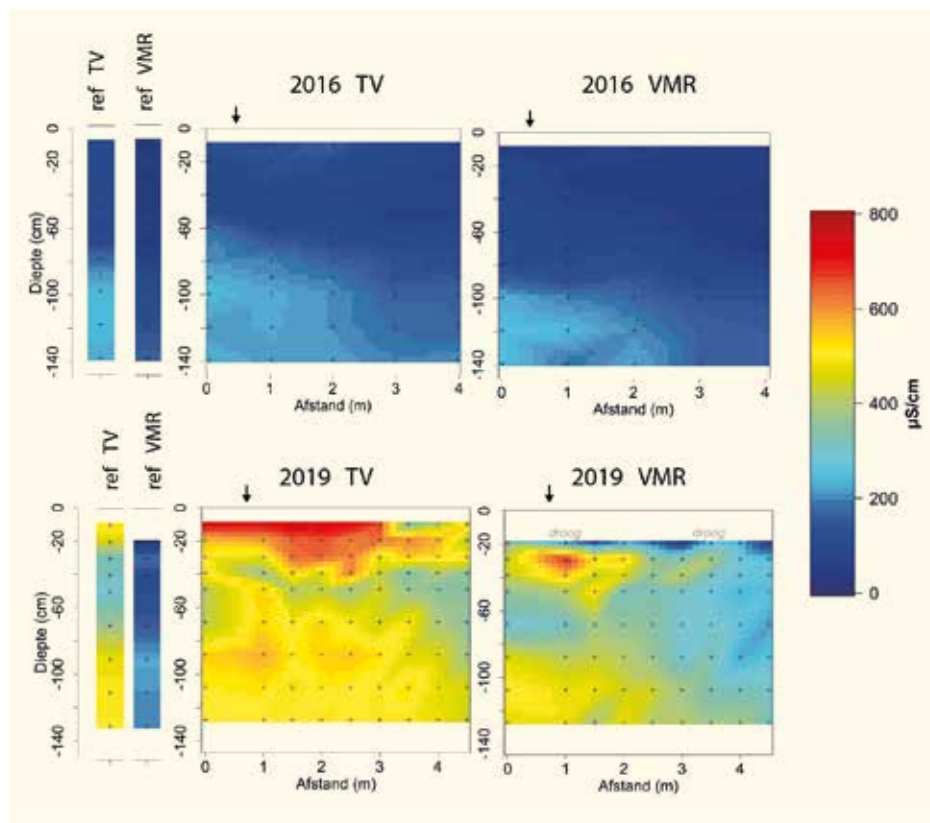 ref TV
ref VMR
2016 TV
2016 VMR
0
-20
-60
-100
-140
Diepte (cm)
0
-20
-60
-100
-140
0 1 2 3 4
Afstand (m)
0
-20
-60
-100
-140
0 1 2 3 4
Afstand (m)
800
600
400
200
0
µS/cm
ref TV
ref VMR
2019 TV
2019 VMR
0
-20
-60
-100
-140
Diepte (cm)
0
-20
-60
-100
-140
0 1 2 3 4
Afstand (m)
droog droog
0
-20
-60
-100
-140
0 1 2 3 4
Afstand (m)